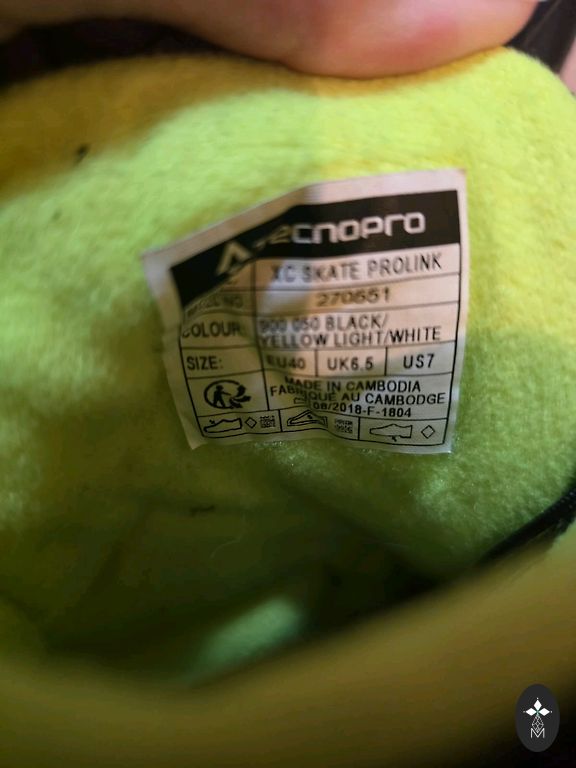 TECNOPRO
XC SKATE PROLINK
270551
COLOUR: 900 050 BLACK/
YELLOW LIGHT/WHITE
SIZE: EU40 UK6.5 US7
MADE IN CAMBODIA
FABRIQUÉ AU CAMBODGE
08/2018-F-1804
M